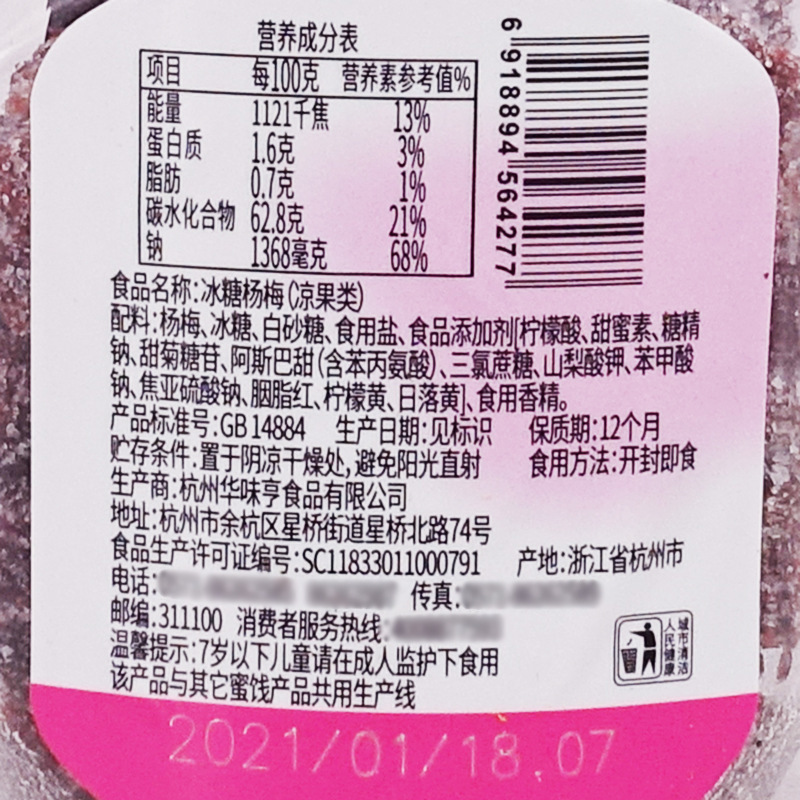 营养成分表
项目 每100克 营养素参考值%
能量 1121千焦 13%
蛋白质 1.6克 3%
脂肪 0.7克 1%
碳水化合物 62.8克 21%
钠 1368毫克 68%
6 918894 564277
食品名称:冰糖杨梅(凉果类)
配料:杨梅、冰糖、白砂糖、食用盐、食品添加剂[柠檬酸、甜蜜素、糖精
钠、甜菊糖苷、阿斯巴甜(含苯丙氨酸)、三氯蔗糖、山梨酸钾、苯甲酸
钠、焦亚硫酸钠、胭脂红、柠檬黄、日落黄]、食用香精。
产品标准号:GB 14884 生产日期:见标识 保质期:12个月
贮存条件:置于阴凉干燥处,避免阳光直射 食用方法:开封即食
生产商:杭州华味亨食品有限公司
地址:杭州市余杭区星桥街道星桥北路74号
食品生产许可证编号:SC11833011000791 产地:浙江省杭州市
电话: 传真:
邮编:311100 消费者服务热线:
温馨提示:7岁以下儿童请在成人监护下食用
该产品与其它蜜饯产品共用生产线
城市清洁
人民健康
2021/01/18.07